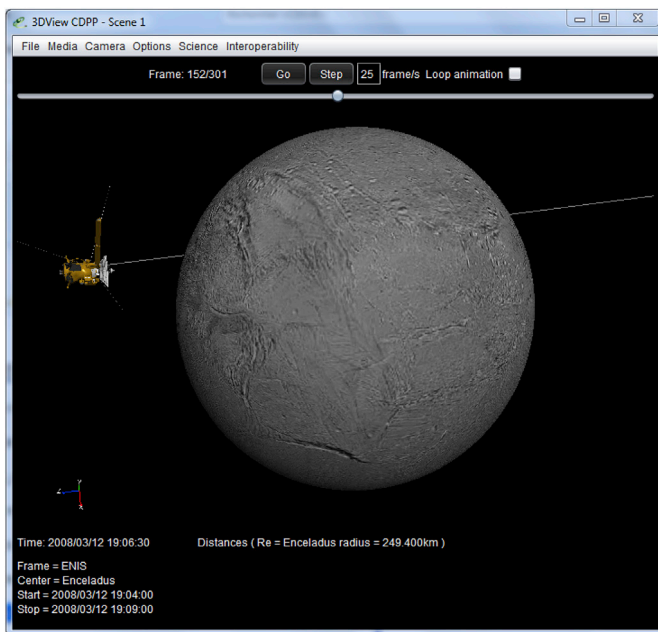 3DView CDPP - Scene 1
File Media Camera Options Science Interoperability
Frame: 152/301 Go Step 25 frame/s Loop animation
Time: 2008/03/12 19:06:30 Distances ( Re = Enceladus radius = 249.400km )
Frame = ENIS
Center = Enceladus
Start = 2008/03/12 19:04:00
Stop = 2008/03/12 19:09:00